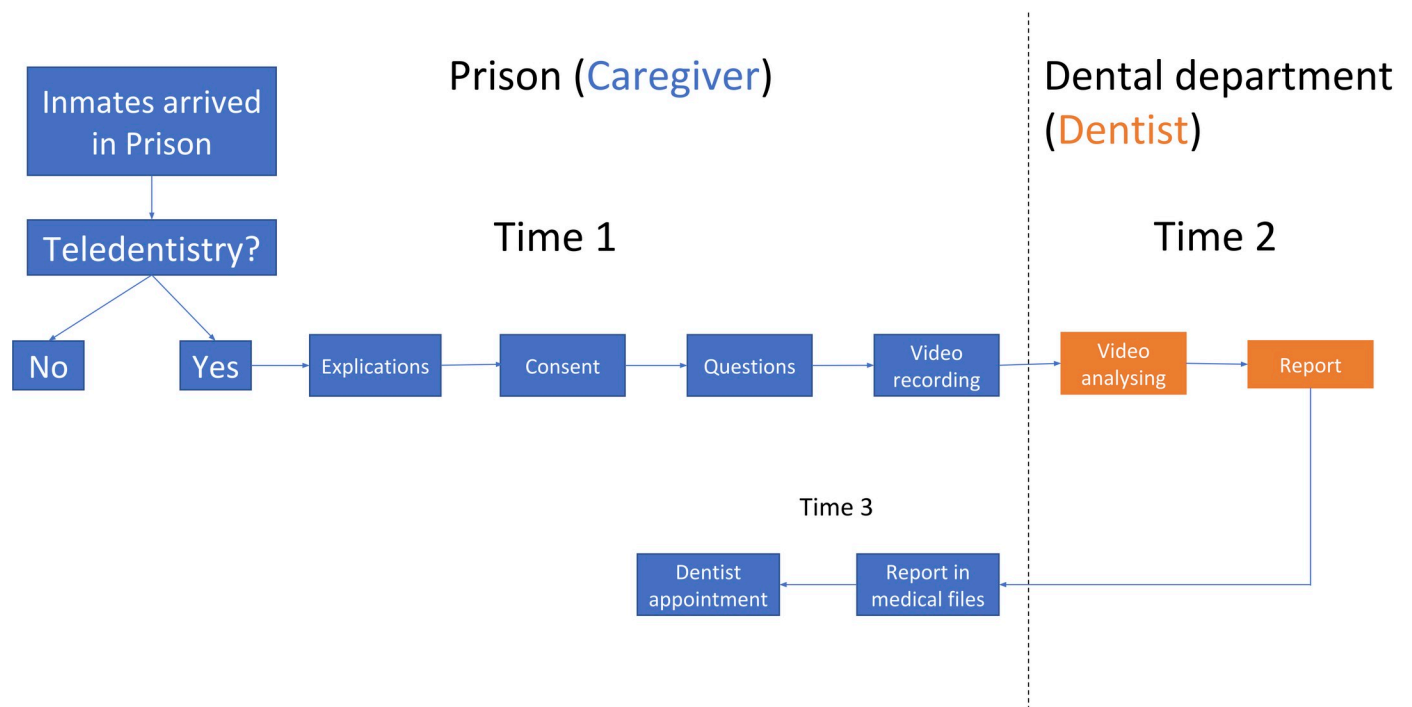 Inmates arrived
in Prison
Prison (Caregiver)
Dental department
(Dentist)
Teledentistry?
Time 1
Time 2
No
Yes
Explications
Consent
Questions
Video
recording
Video
analysing
Report
Time 3
Dentist
appointment
Report in
medical files